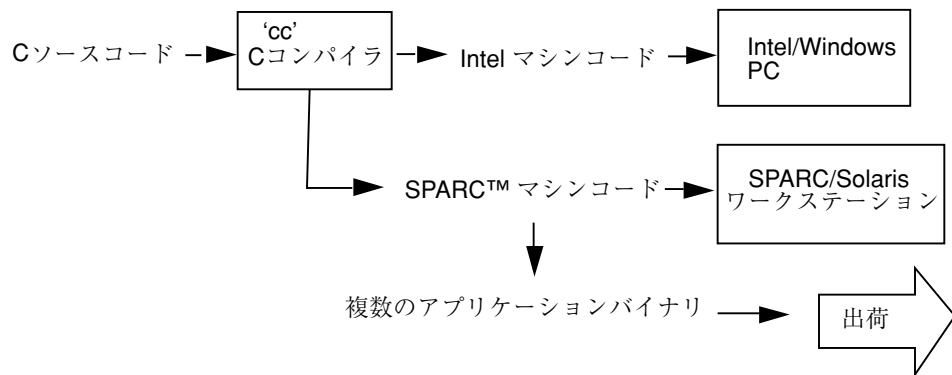 Cソースコード
‘cc’
Cコンパイラ
Intel マシンコード
Intel/Windows
PC
SPARC™ マシンコード
SPARC/Solaris
ワークステーション
複数のアプリケーションバイナリ
出荷